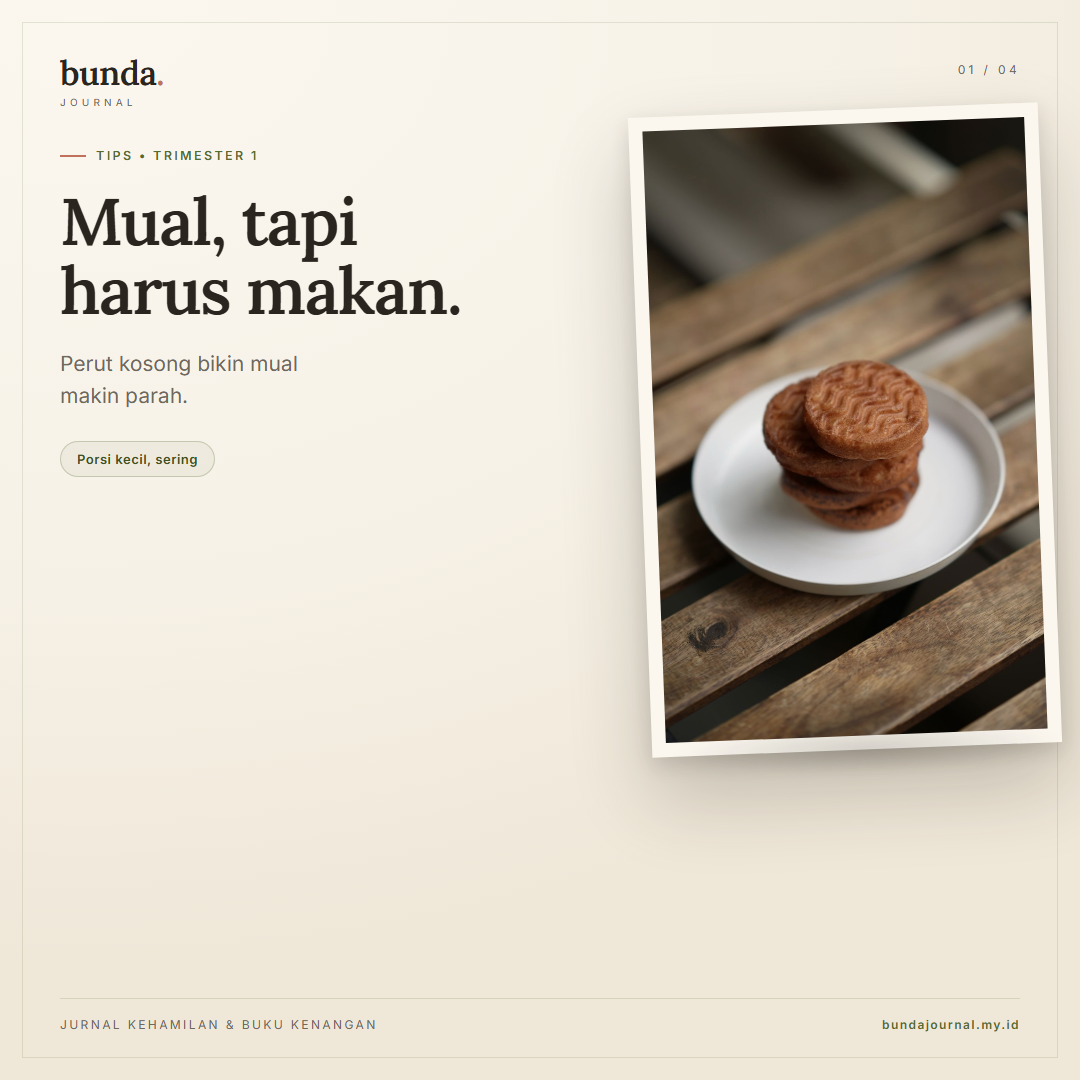 bunda.
JOURNAL
01 / 04
TIPS • TRIMESTER 1
Mual, tapi
harus makan.
Perut kosong bikin mual
makin parah.
Porsi kecil, sering
JURNAL KEHAMILAN & BUKU KENANGAN
bundajournal.my.id